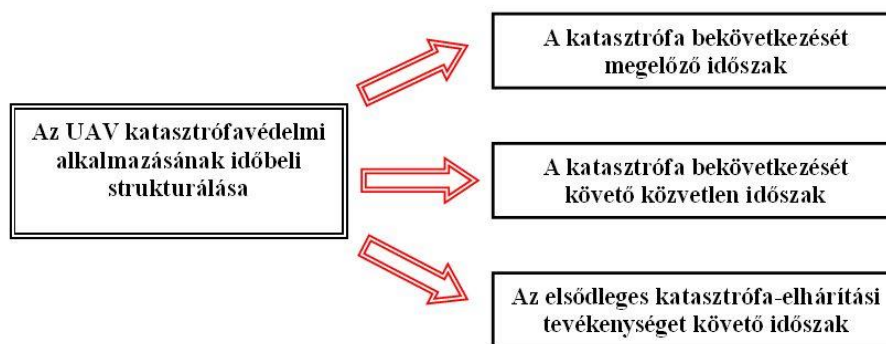 Az UAV katasztrófavédelmi
alkalmazásának időbeli
strukturálása
A katasztrófa bekövetkezését
megelőző időszak
A katasztrófa bekövetkezését
követő közvetlen időszak
Az elsődleges katasztrófa-elhárítási
tevékenységet követő időszak